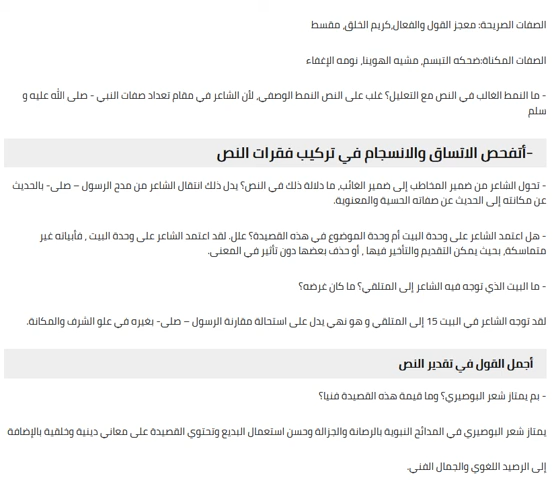 الصفات الصريحة: معجز القول والفعال,كريم الخلق, مقسط
الصفات المكناة:ضحكه التبسم, مشيه الهوينا, نومه الإغفاء
- ما النمط الغالب في النص مع التعليل؟ غلب على النص النمط الوصفي, لأن الشاعر في مقام تعداد صفات النبي - صلى الله عليه و
سلم
-أتفحص الاتساق والانسجام في تركيب فقرات النص
- تحول الشاعر من ضمير المخاطب إلى ضمير الغائب, ما دلالة ذلك في النص؟ يدل ذلك انتقال الشاعر من مدح الرسول – صلى- بالحديث
عن مكانته إلى الحديث عن صفاته الحسية والمعنوية.
- هل اعتمد الشاعر على وحدة البيت أم وحدة الموضوع في هذه القصيدة؟ علل. لقد اعتمد الشاعر على وحدة البيت , فأبياته غير
متماسكة, بحيث يمكن التقديم والتأخير فيها , أو حذف بعضها دون تأثير في المعنى.
- ما البيت الذي توجه فيه الشاعر إلى المتلقي؟ ما كان غرضه؟
لقد توجه الشاعر في البيت 15 إلى المتلقي و هو نهي يدل على استحالة مقارنة الرسول – صلى- بغيره في علو الشرف والمكانة.
أجمل القول في تقدير النص
- بم يمتاز شعر البوصيري؟ وما قيمة هذه القصيدة فنيا؟
يمتاز شعر البوصيري في المدائح النبوية بالرصانة والجزالة وحسن استعمال البديع وتحتوي القصيدة على معاني دينية وخلقية بالإضافة
إلى الرصيد اللغوي والجمال الفني.